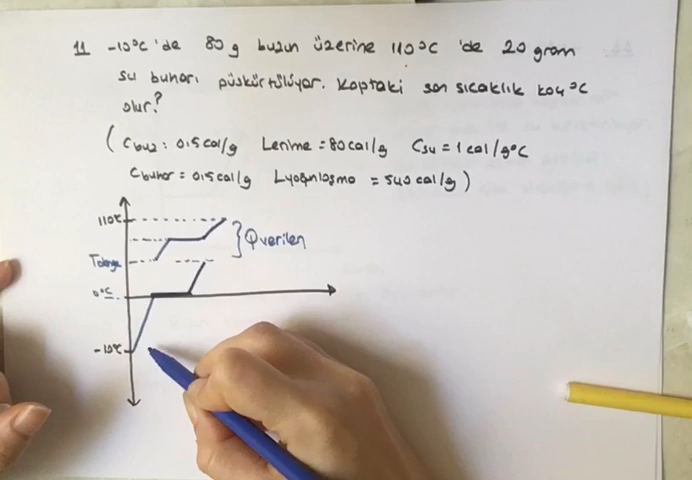 11 -10°C 'de 80 g buzun üzerine 110°C 'de 20 gram
su buharı püskürtülüyor. Kaptaki son sıcaklık kaç °C
olur?
( Cbuz : 0,5 cal/g Lerime = 80 cal/g Csu = 1 cal/g°C
Cbuhar = 0,5 cal/g Lyoğunlaşma = 540 cal/g )
110°C
Qverilen
Tdenge
0°C
-10°C